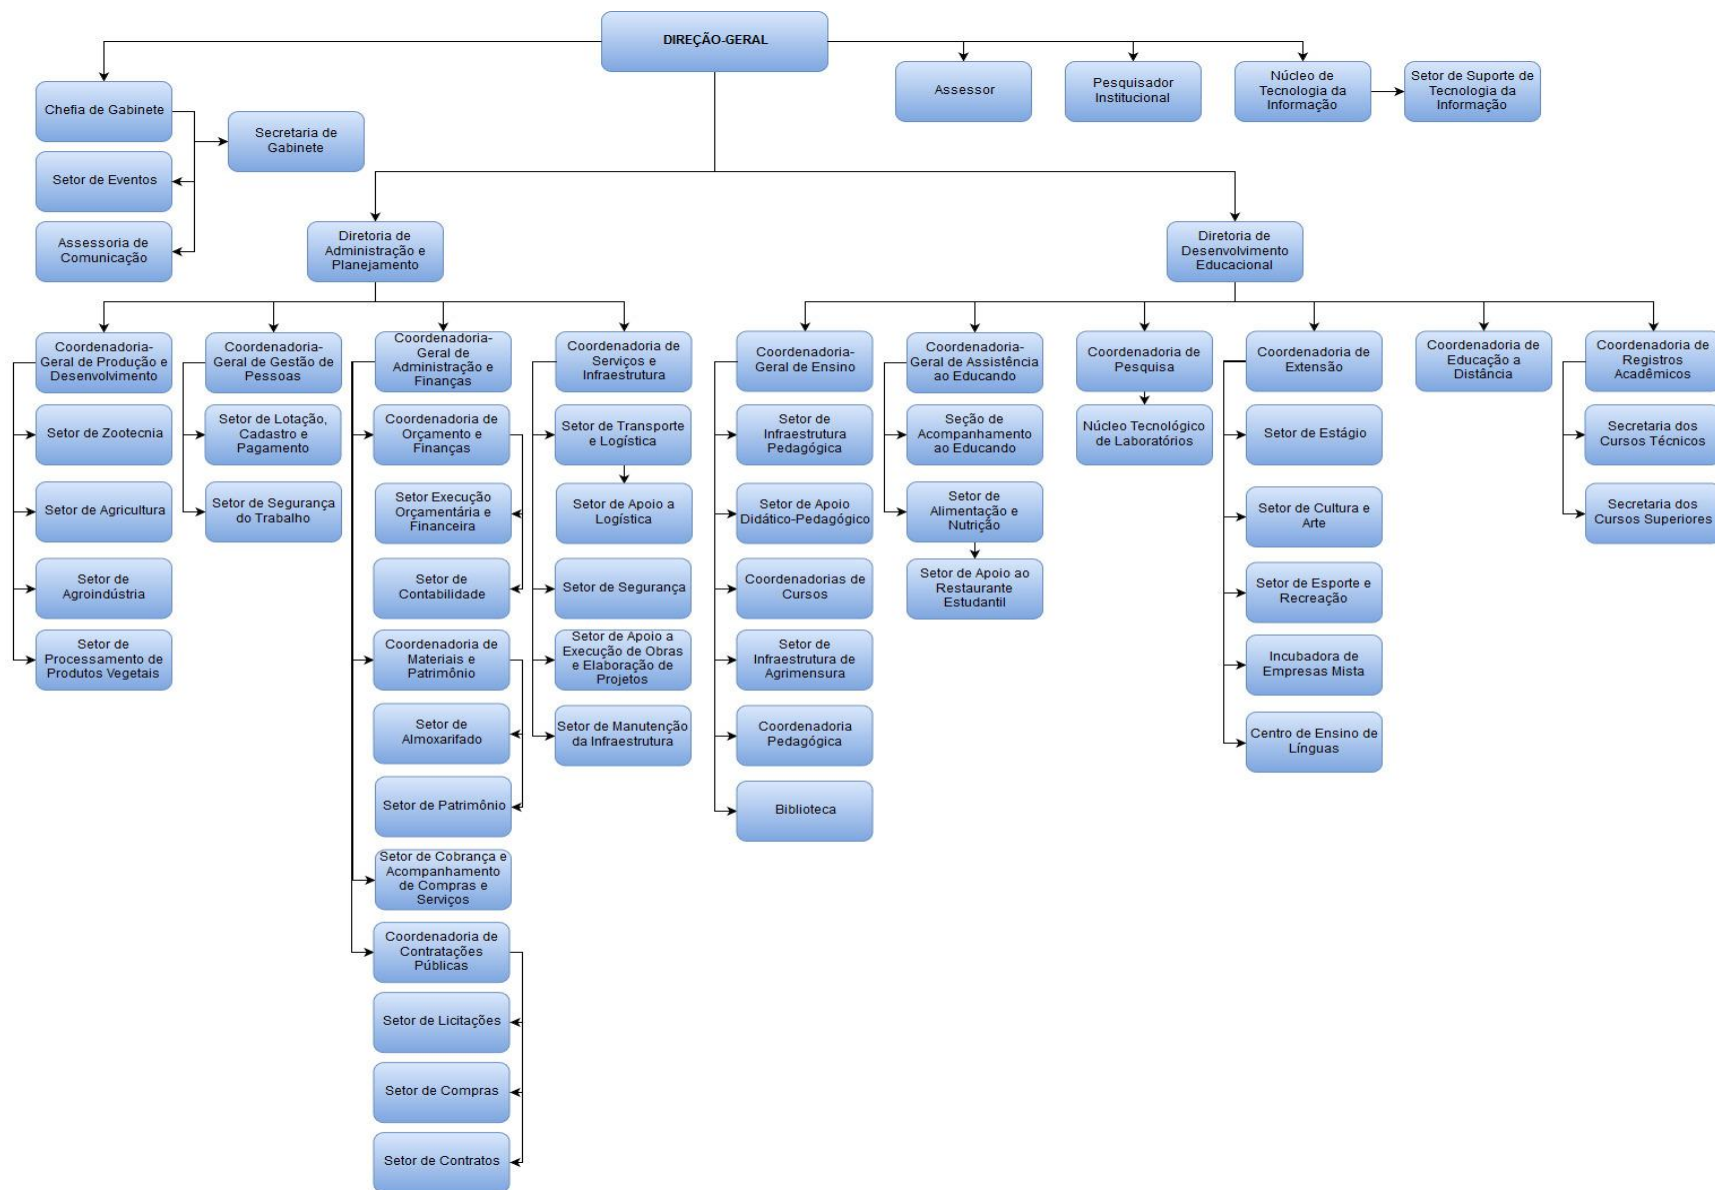 DIREÇÃO-GERAL
Chefia de Gabinete
Secretaria de
Gabinete
Setor de Eventos
Assessoria de
Comunicação
Assessor
Pesquisador
Institucional
Núcleo de
Tecnologia da
Informação
Setor de Suporte de
Tecnologia da
Informação
Diretoria de
Administração e
Planejamento
Diretoria de
Desenvolvimento
Educacional
Coordenadoria-
Geral de Produção e
Desenvolvimento
Setor de Zootecnia
Setor de Agricultura
Setor de
Agroindústria
Setor de
Processamento de
Produtos Vegetais
Coordenadoria-
Geral de Gestão de
Pessoas
Setor de Lotação,
Cadastro e
Pagamento
Setor de Segurança
do Trabalho
Coordenadoria-
Geral de
Administração e
Finanças
Coordenadoria de
Orçamento e
Finanças
Setor Execução
Orçamentária e
Financeira
Setor de
Contabilidade
Coordenadoria de
Materiais e
Patrimônio
Setor de
Almoxarifado
Setor de Patrimônio
Setor de Cobrança e
Acompanhamento
de Compras e
Serviços
Coordenadoria de
Contratações
Públicas
Setor de Licitações
Setor de Compras
Setor de Contratos
Coordenadoria de
Serviços e
Infraestrutura
Setor de Transporte
e Logística
Setor de Apoio a
Logística
Setor de Segurança
Setor de Apoio a
Execução de Obras
e Elaboração de
Projetos
Setor de Manutenção
da Infraestrutura
Coordenadoria-
Geral de Ensino
Setor de
Infraestrutura
Pedagógica
Setor de Apoio
Didático-Pedagógico
Coordenadorias de
Cursos
Setor de
Infraestrutura de
Agrimensura
Coordenadoria
Pedagógica
Biblioteca
Coordenadoria-
Geral de Assistência
ao Educando
Seção de
Acompanhamento
ao Educando
Setor de
Alimentação e
Nutrição
Setor de Apoio ao
Restaurante
Estudantil
Coordenadoria de
Pesquisa
Núcleo Tecnológico
de Laboratórios
Coordenadoria de
Extensão
Setor de Estágio
Setor de Cultura e
Arte
Setor de Esporte e
Recreação
Incubadora de
Empresas Mista
Centro de Ensino de
Línguas
Coordenadoria de
Educação a
Distância
Coordenadoria de
Registros
Acadêmicos
Secretaria dos
Cursos Técnicos
Secretaria dos
Cursos Superiores